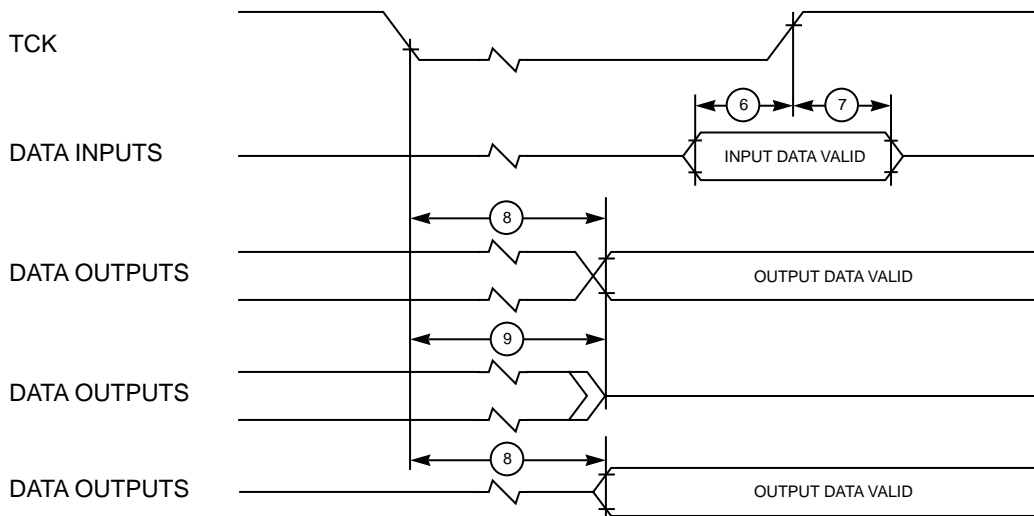 TCK
6
7
DATA INPUTS
INPUT DATA VALID
8
DATA OUTPUTS
OUTPUT DATA VALID
9
DATA OUTPUTS
8
DATA OUTPUTS
OUTPUT DATA VALID